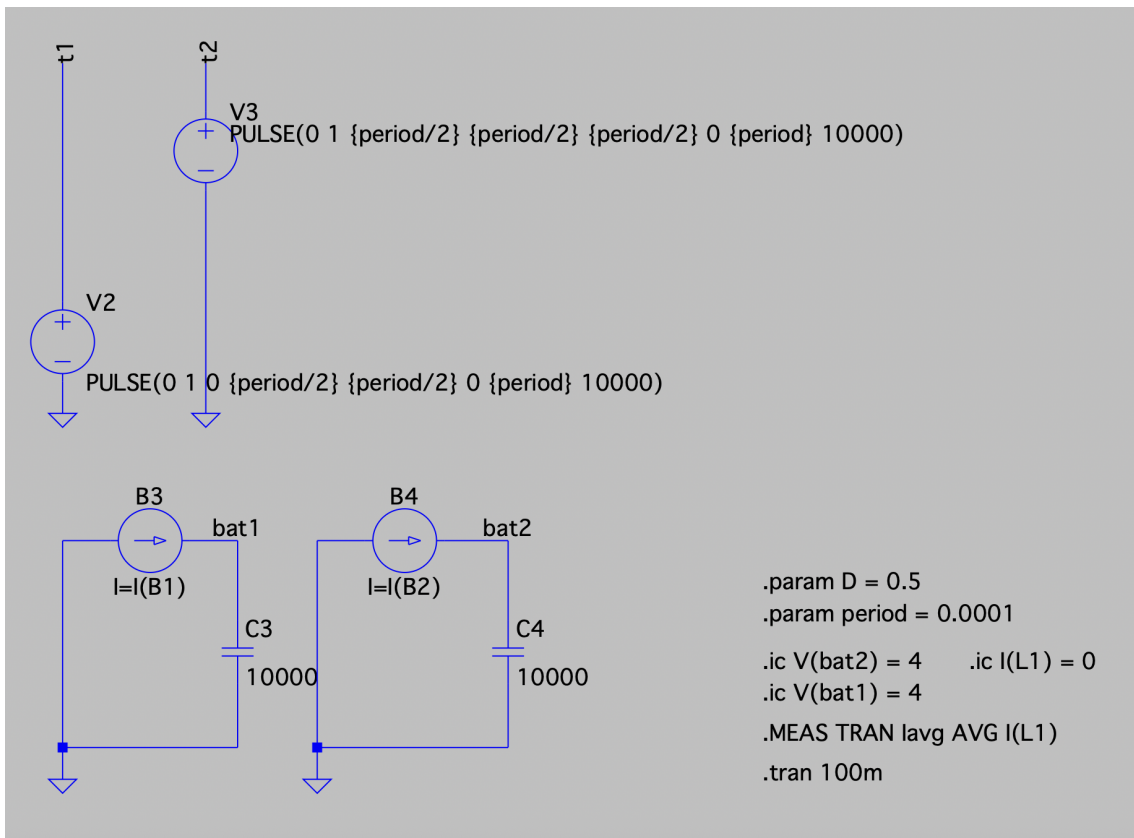 t1
t2
V3
PULSE(0 1 {period/2} {period/2} {period/2} 0 {period} 10000)
V2
PULSE(0 1 0 {period/2} {period/2} 0 {period} 10000)
B3
bat1
I=I(B1)
C3
10000
B4
bat2
I=I(B2)
C4
10000
.param D = 0.5
.param period = 0.0001
.ic V(bat2) = 4 .ic I(L1) = 0
.ic V(bat1) = 4
.MEAS TRAN Iavg AVG I(L1)
.tran 100m